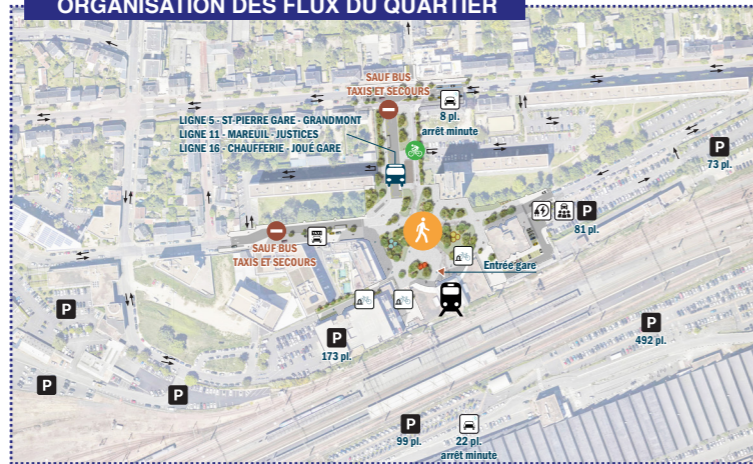 ORGANISATION DES FLUX DU QUARTIER
SAUF BUS
TAXIS ET SECOURS
LIGNE 5 - ST-PIERRE GARE - GRANDMONT
LIGNE 11 - MAREUIL - JUSTICES
LIGNE 16 - CHAUFFERIE - JOUE GARE
8 pl.
arrêt minute
P
73 pl.
P
81 pl.
SAUF BUS
TAXIS ET SECOURS
Entrée gare
P
P
173 pl.
P
492 pl.
P
P
P
99 pl.
22 pl.
arrêt minute